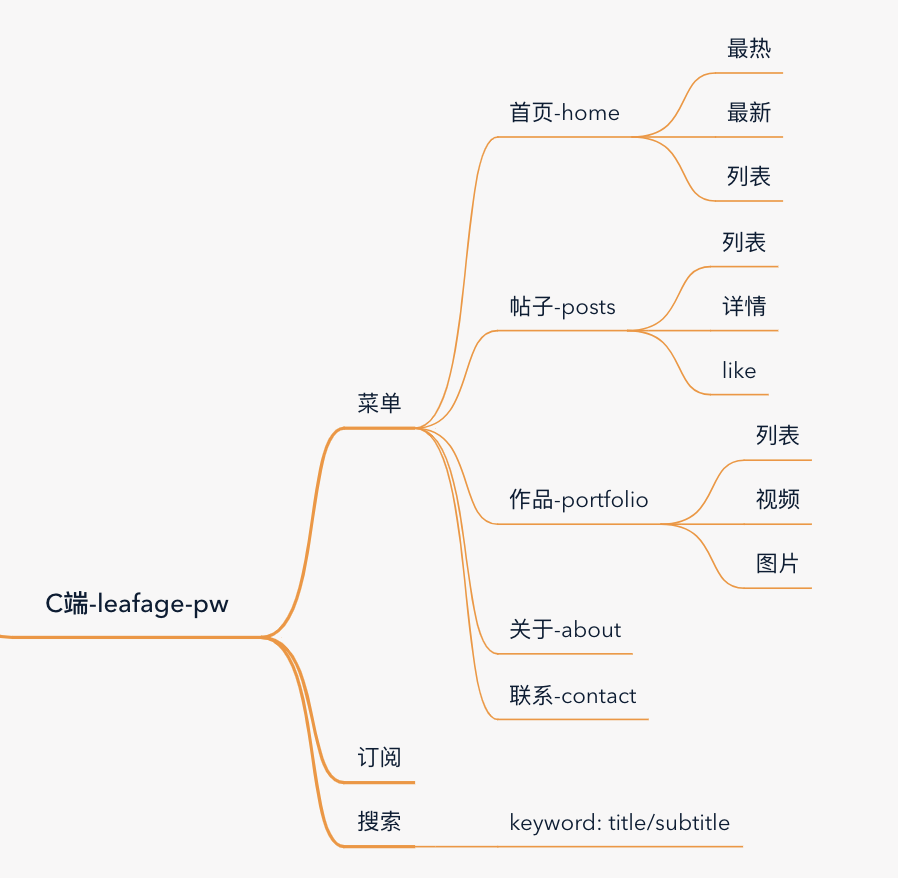 C端-leafage-pw
菜单
首页-home
最热
最新
列表
帖子-posts
列表
详情
like
作品-portfolio
列表
视频
图片
关于-about
联系-contact
订阅
搜索
keyword: title/subtitle